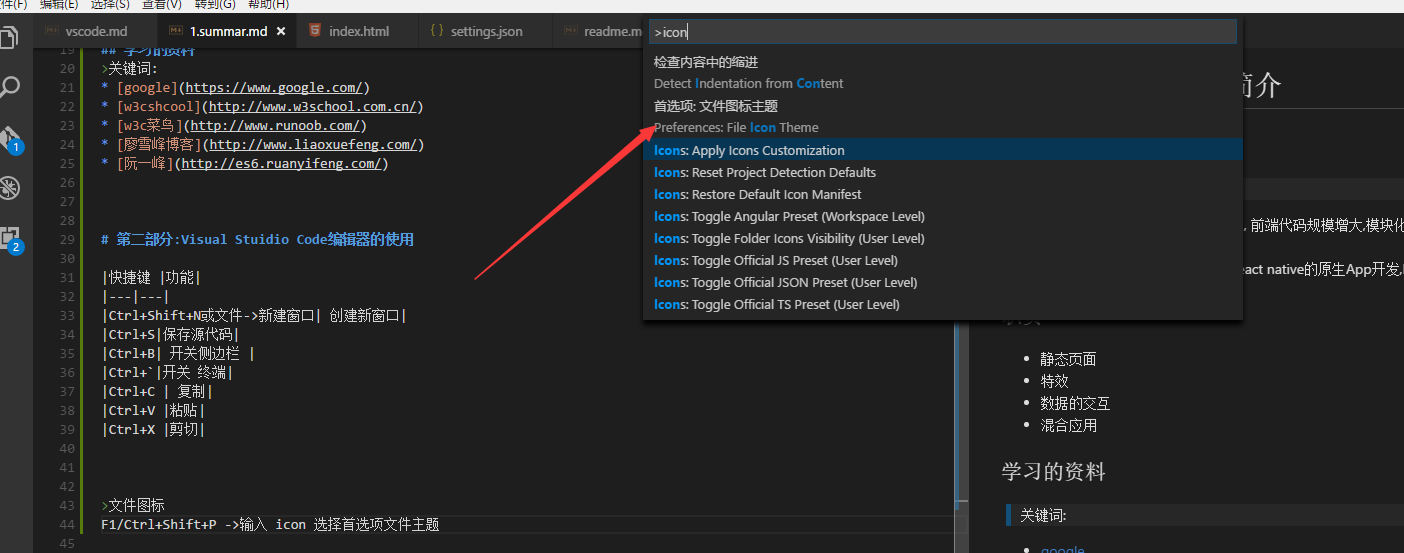 文件(F) 编辑(E) 选择(S) 查看(V) 转到(G) 帮助(H)
vscode.md 1.summar.md × index.html {} settings.json readme.m
>icon
检查内容中的缩进
Detect Indentation from Content
首选项: 文件图标主题
Preferences: File Icon Theme
Icons: Apply Icons Customization
Icons: Reset Project Detection Defaults
Icons: Restore Default Icon Manifest
Icons: Toggle Angular Preset (Workspace Level)
Icons: Toggle Folder Icons Visibility (User Level)
Icons: Toggle Official JS Preset (User Level)
Icons: Toggle Official JSON Preset (User Level)
Icons: Toggle Official TS Preset (User Level)
19 ## 学习的资料
20 >关键词:
21 * [google](https://www.google.com/)
22 * [w3cshcool](http://www.w3school.com.cn/)
23 * [w3c菜鸟](http://www.runoob.com/)
24 * [廖雪峰博客](http://www.liaoxuefeng.com/)
25 * [阮一峰](http://es6.ruanyifeng.com/)
26
27
28
29 # 第二部分:Visual Stuidio Code编辑器的使用
30
31 |快捷键 |功能|
32 |---|---|
33 |Ctrl+Shift+N或文件->新建窗口| 创建新窗口|
34 |Ctrl+S|保存源代码|
35 |Ctrl+B| 开关侧边栏 |
36 |Ctrl+`|开关 终端|
37 |Ctrl+C | 复制|
38 |Ctrl+V |粘贴|
39 |Ctrl+X |剪切|
40
41
42
43 >文件图标
44 F1/Ctrl+Shift+P ->输入 icon 选择首选项文件主题
45
1
2
简介
, 前端代码规模增大,模块化
act native的原生App开发,
静态页面
特效
数据的交互
混合应用
学习的资料
关键词:
google